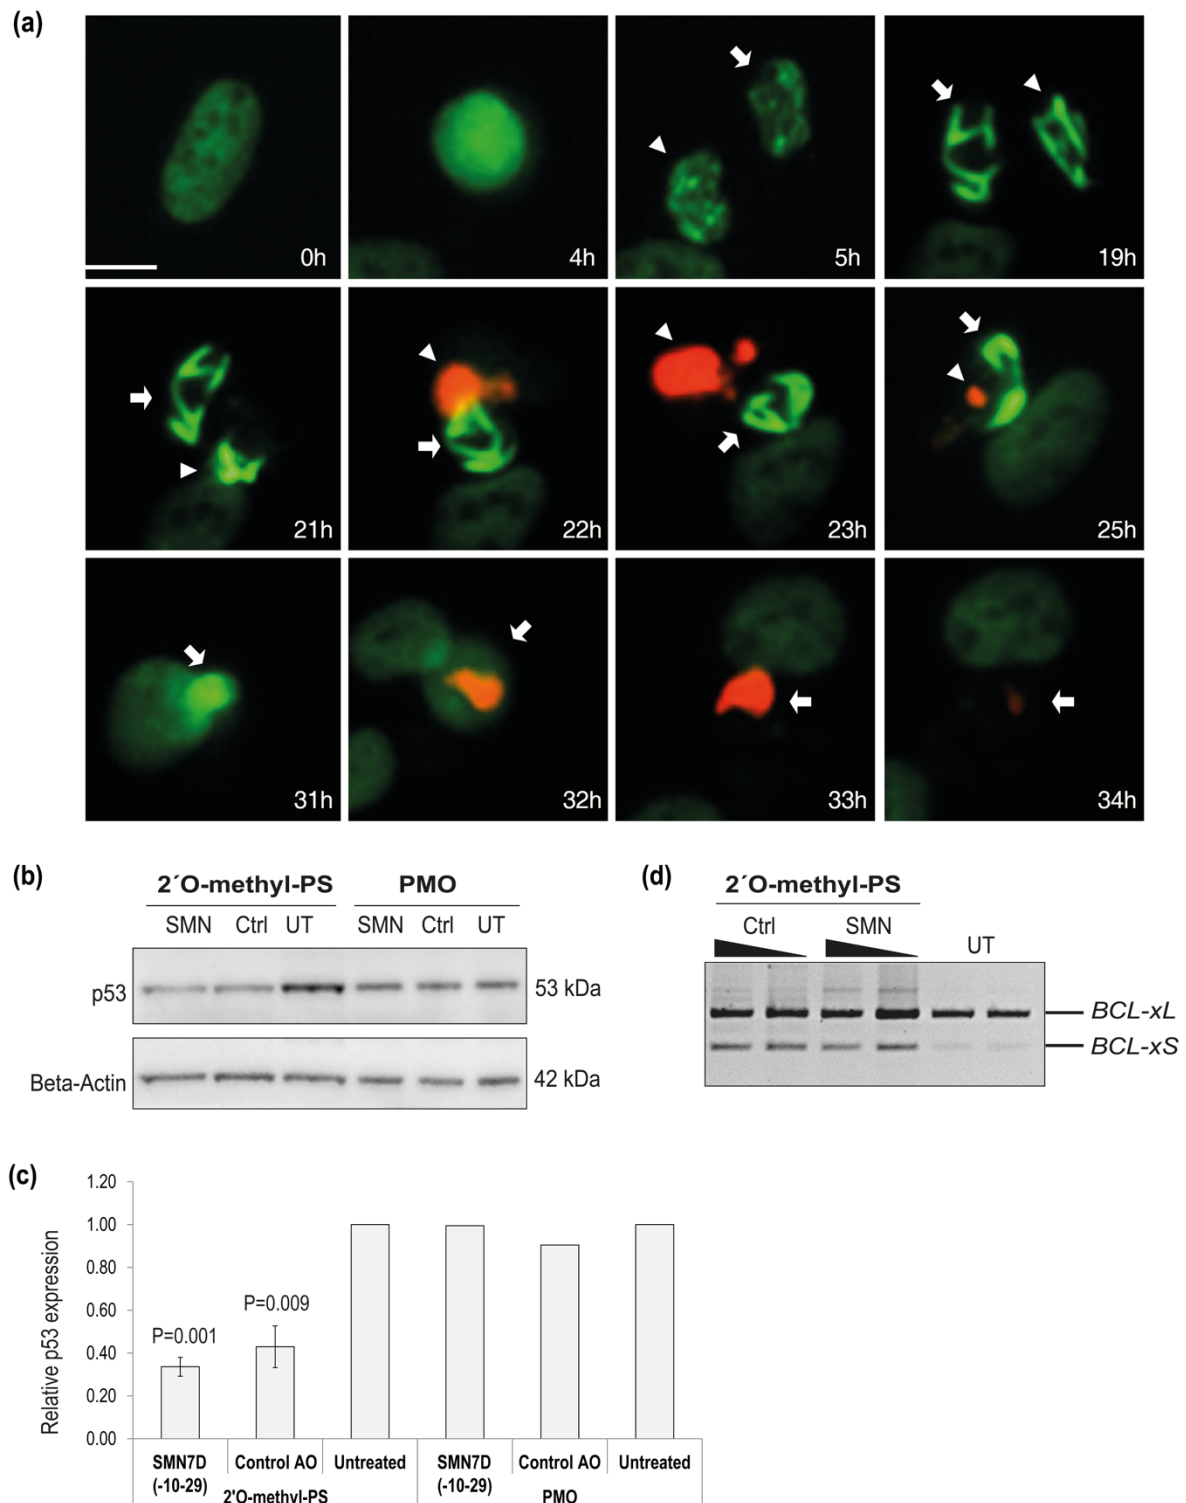 (a)
0h
4h
5h
19h
21h
22h
23h
25h
31h
32h
33h
34h
(b)
2´O-methyl-PS PMO
SMN Ctrl UT SMN Ctrl UT
p53 53 kDa
Beta-Actin 42 kDa
(d)
2´O-methyl-PS
Ctrl SMN UT
BCL-xL
BCL-xS
(c)
Relative p53 expression
1.20
1.00
0.80
0.60
0.40
0.20
0.00
P=0.001
P=0.009
SMN7D Control AO Untreated SMN7D Control AO Untreated
(-10-29) (-10-29)
2'O-methyl-PS PMO